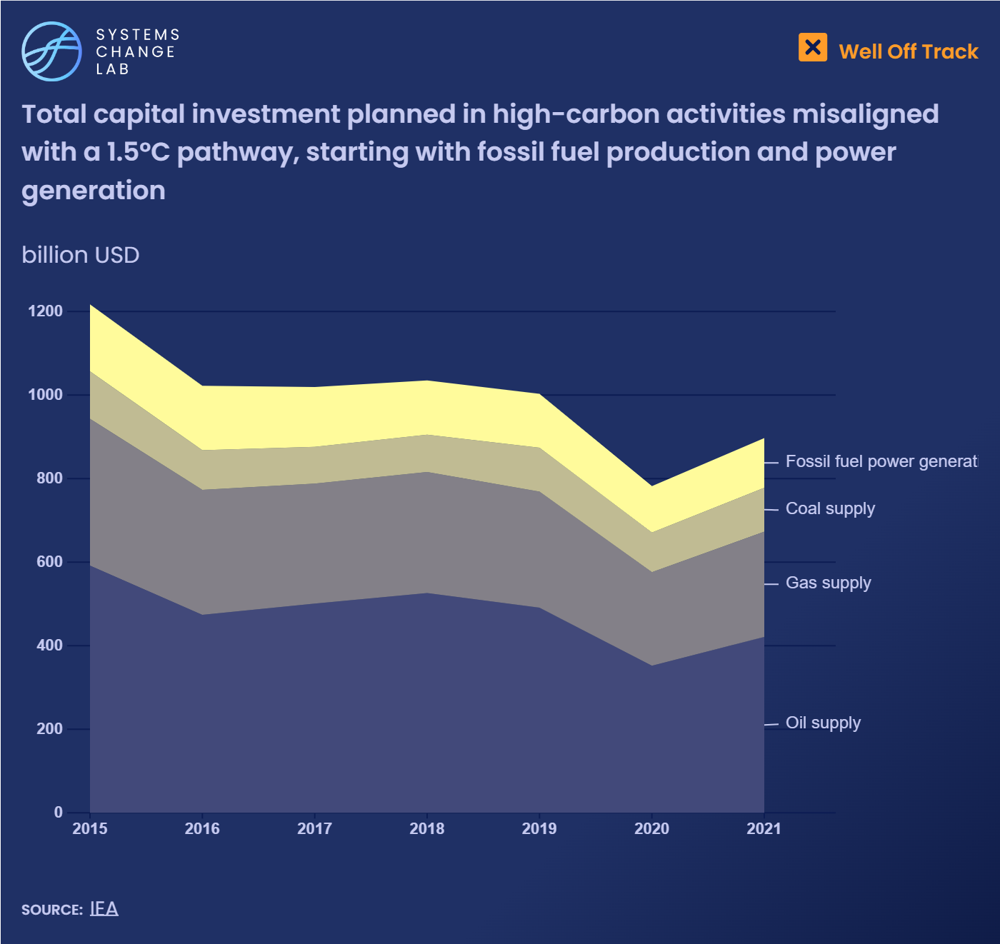 SYSTEMS
CHANGE
LAB
Well Off Track
Total capital investment planned in high-carbon activities misaligned
with a 1.5°C pathway, starting with fossil fuel production and power
generation
billion USD
1200
1000
800
600
400
200
0
Fossil fuel power generati
Coal supply
Gas supply
Oil supply
2015 2016 2017 2018 2019 2020 2021
SOURCE: IEA